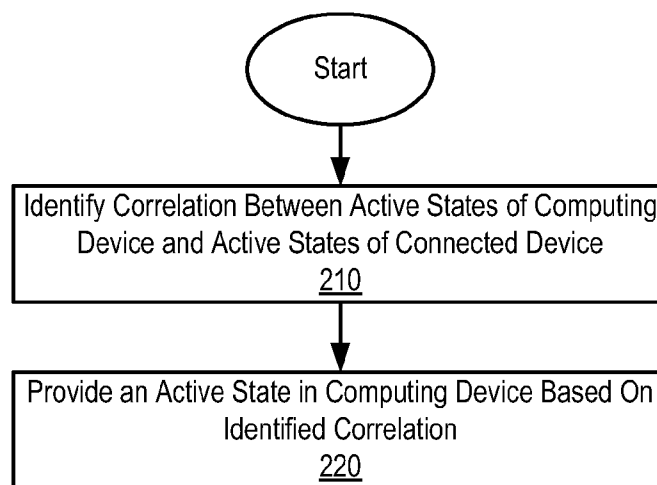 Start
Identify Correlation Between Active States of Computing
Device and Active States of Connected Device
210
Provide an Active State in Computing Device Based On
Identified Correlation
220